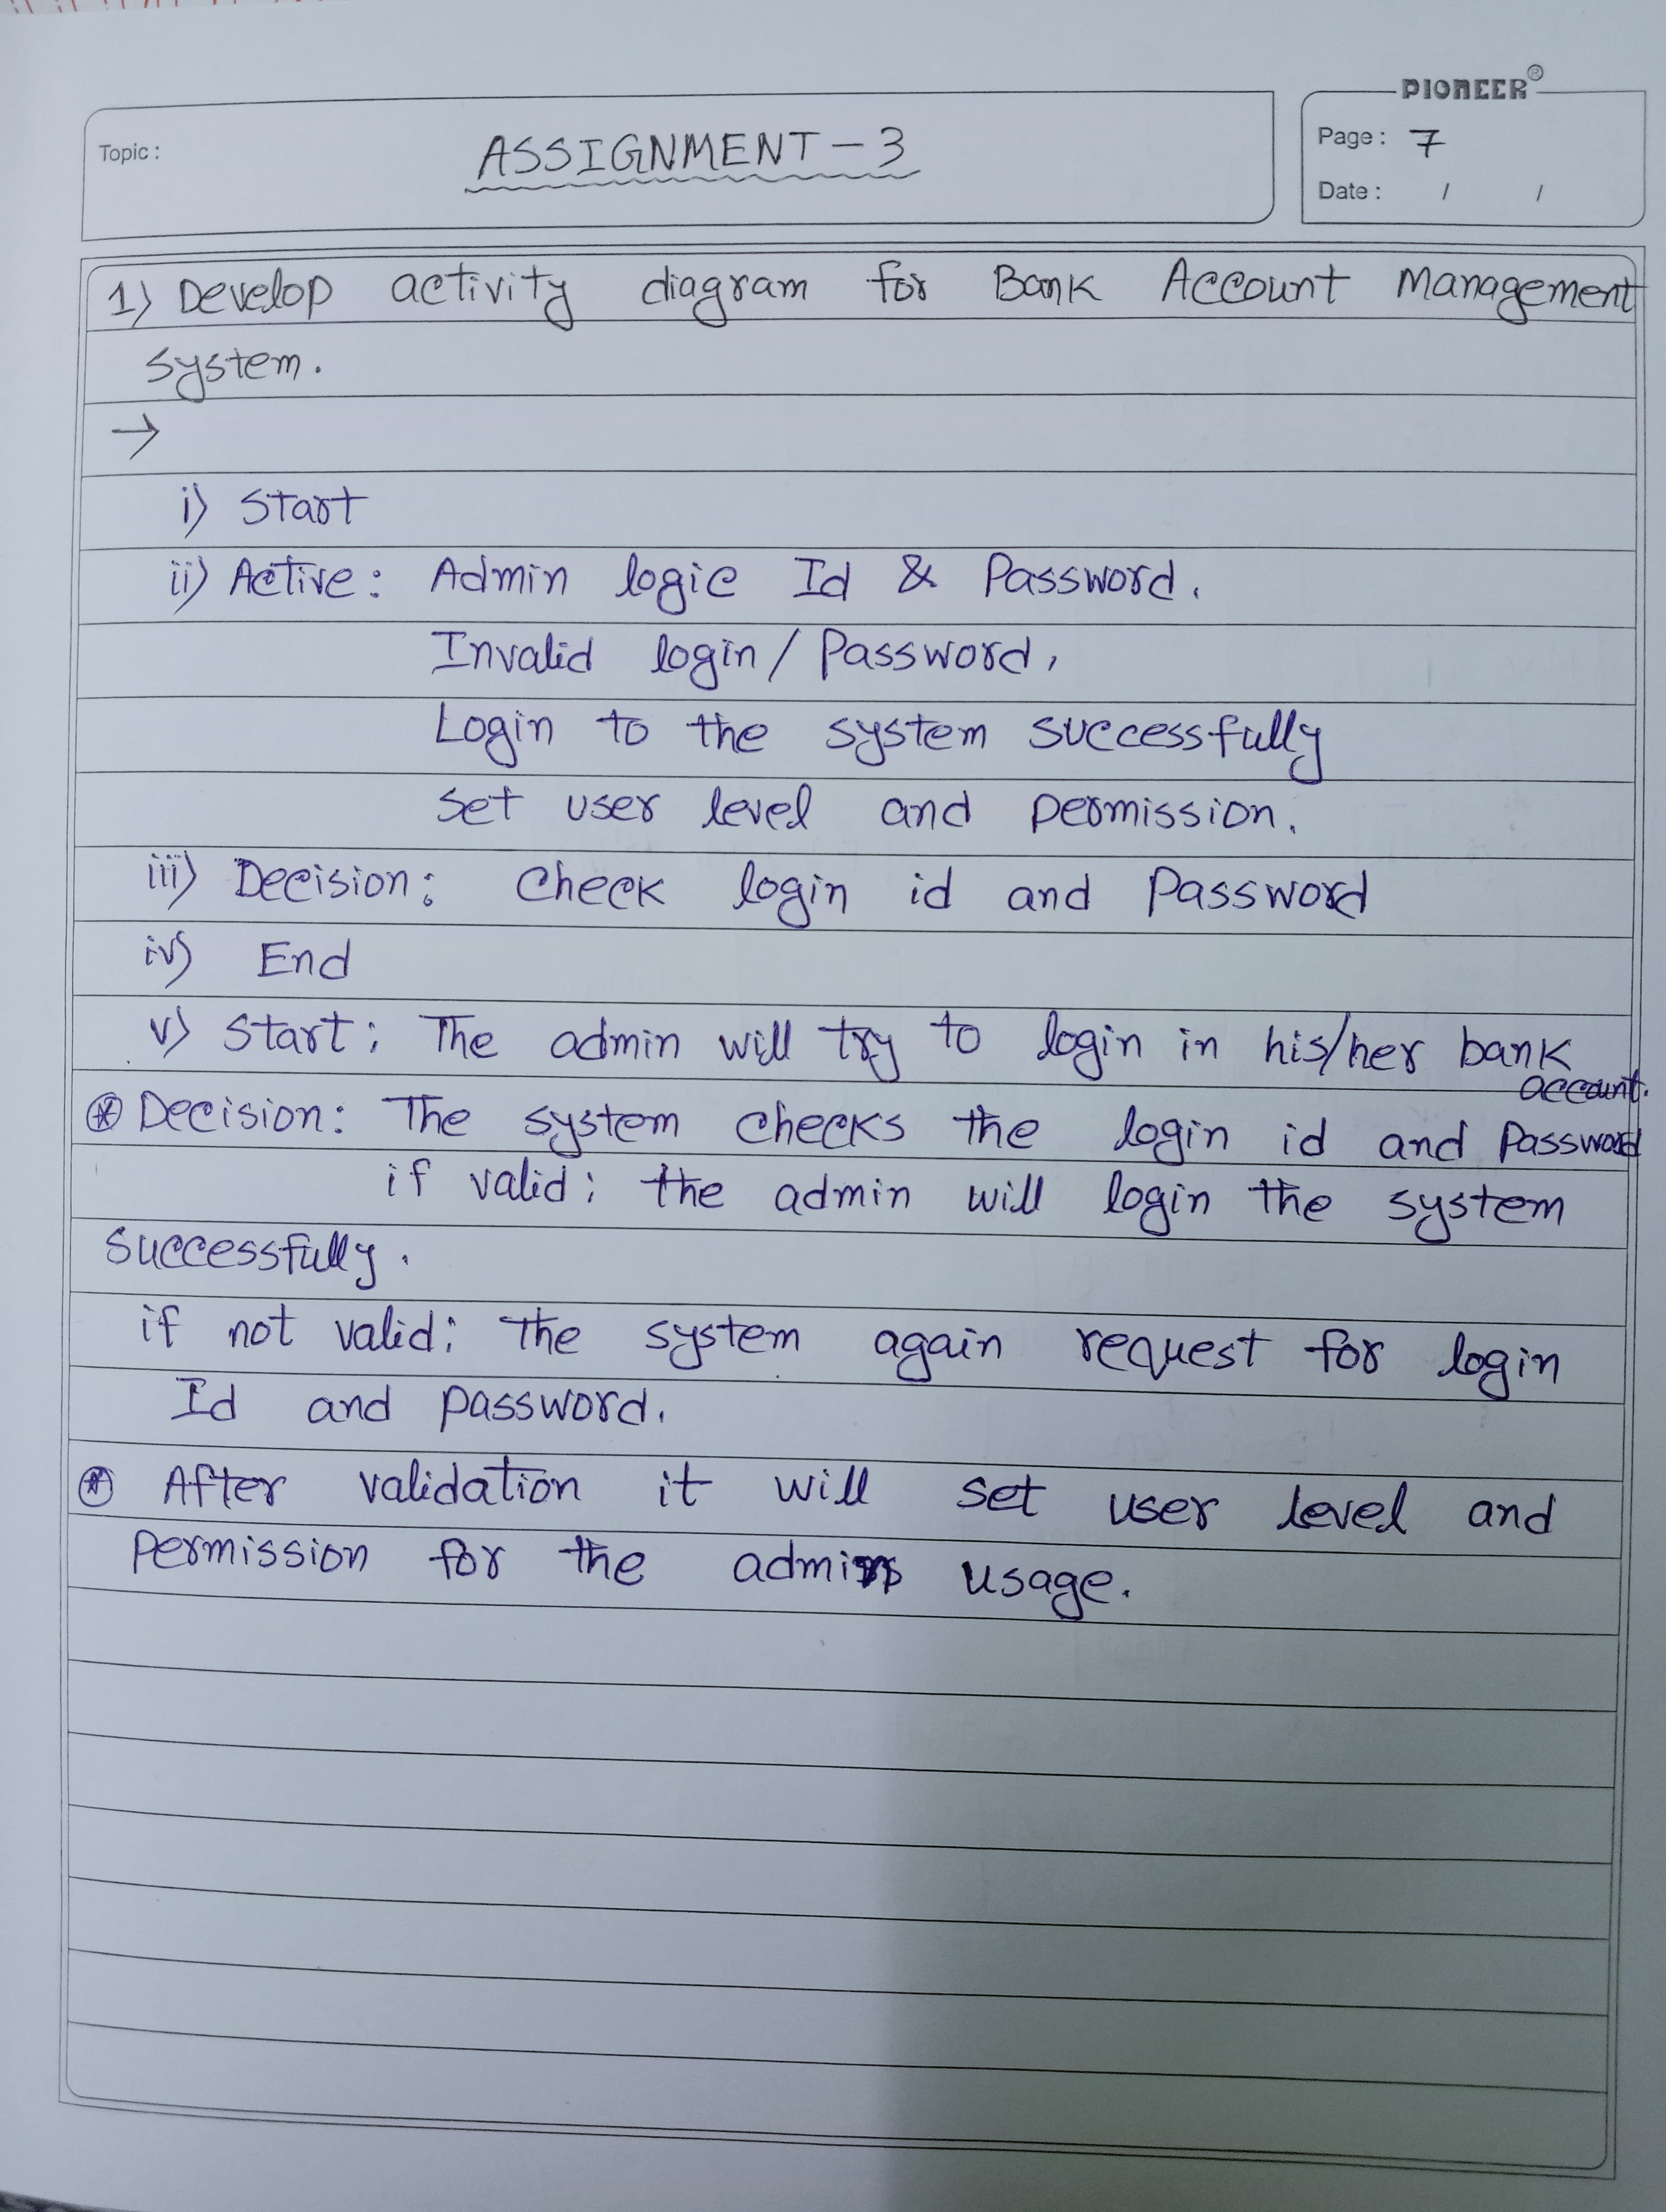 PIONEER®
Topic : ASSIGNMENT - 3
Page : 7
Date : / /
1) Develop activity diagram for Bank Account Management
system.
→
i) Start
ii) Active : Admin logic Id & Password.
Invalid login / Password,
Login to the system successfully
set user level and permission.
iii) Decision : check login id and Password
iv) End
v) Start : The admin will try to login in his/her bank
account.
⊛ Decision : The system checks the login id and Password
if valid : the admin will login the system
successfully.
if not valid : The system again request for login
Id and password.
⊛ After validation it will set user level and
permission for the admins usage.